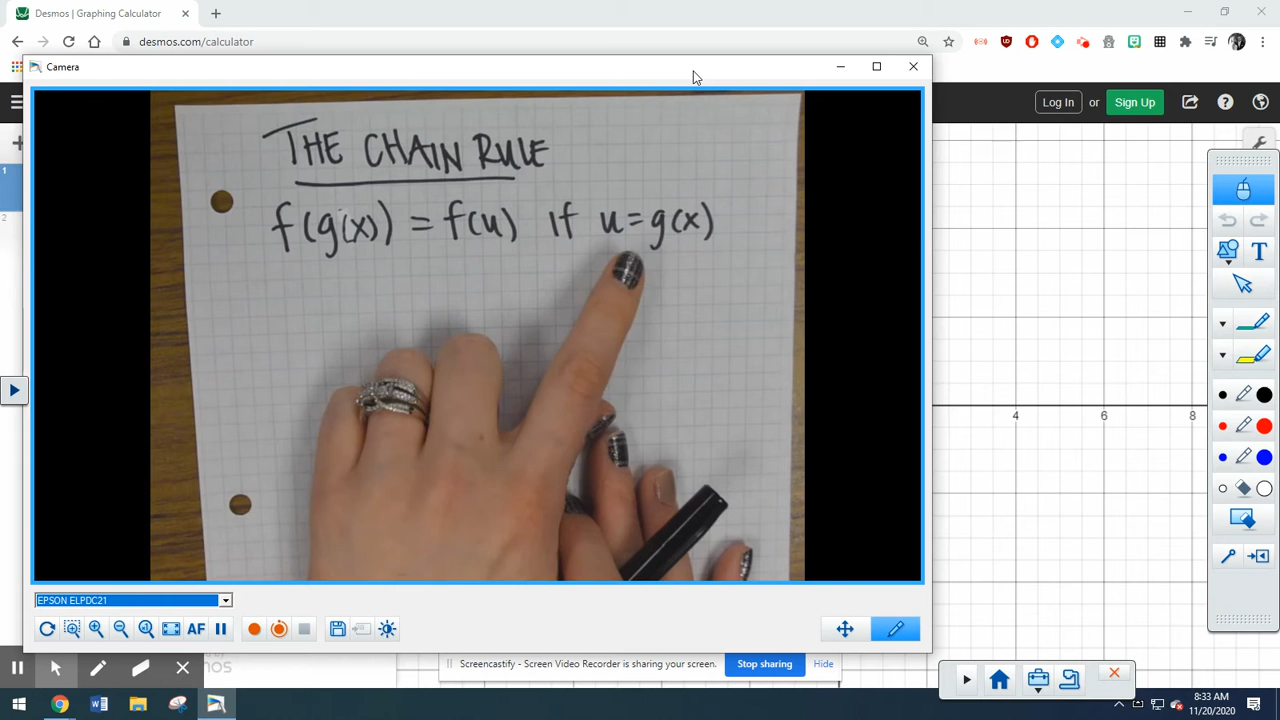 Desmos | Graphing Calculator
desmos.com/calculator
Camera
Log In or Sign Up
1
2
THE CHAIN RULE
f(g(x)) = f(u) if u = g(x)
4 6 8
T
EPSON ELPDC21
AF
Screencastify - Screen Video Recorder is sharing your screen. Stop sharing Hide
8:33 AM
11/20/2020